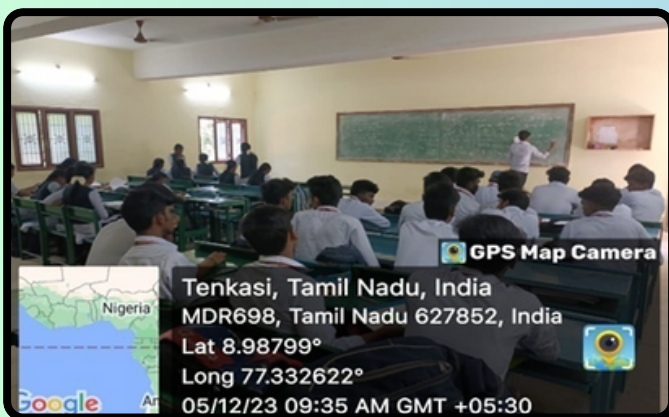 GPS Map Camera
Nigeria
Google
Tenkasi, Tamil Nadu, India
MDR698, Tamil Nadu 627852, India
Lat 8.98799°
Long 77.332622°
05/12/23 09:35 AM GMT +05:30